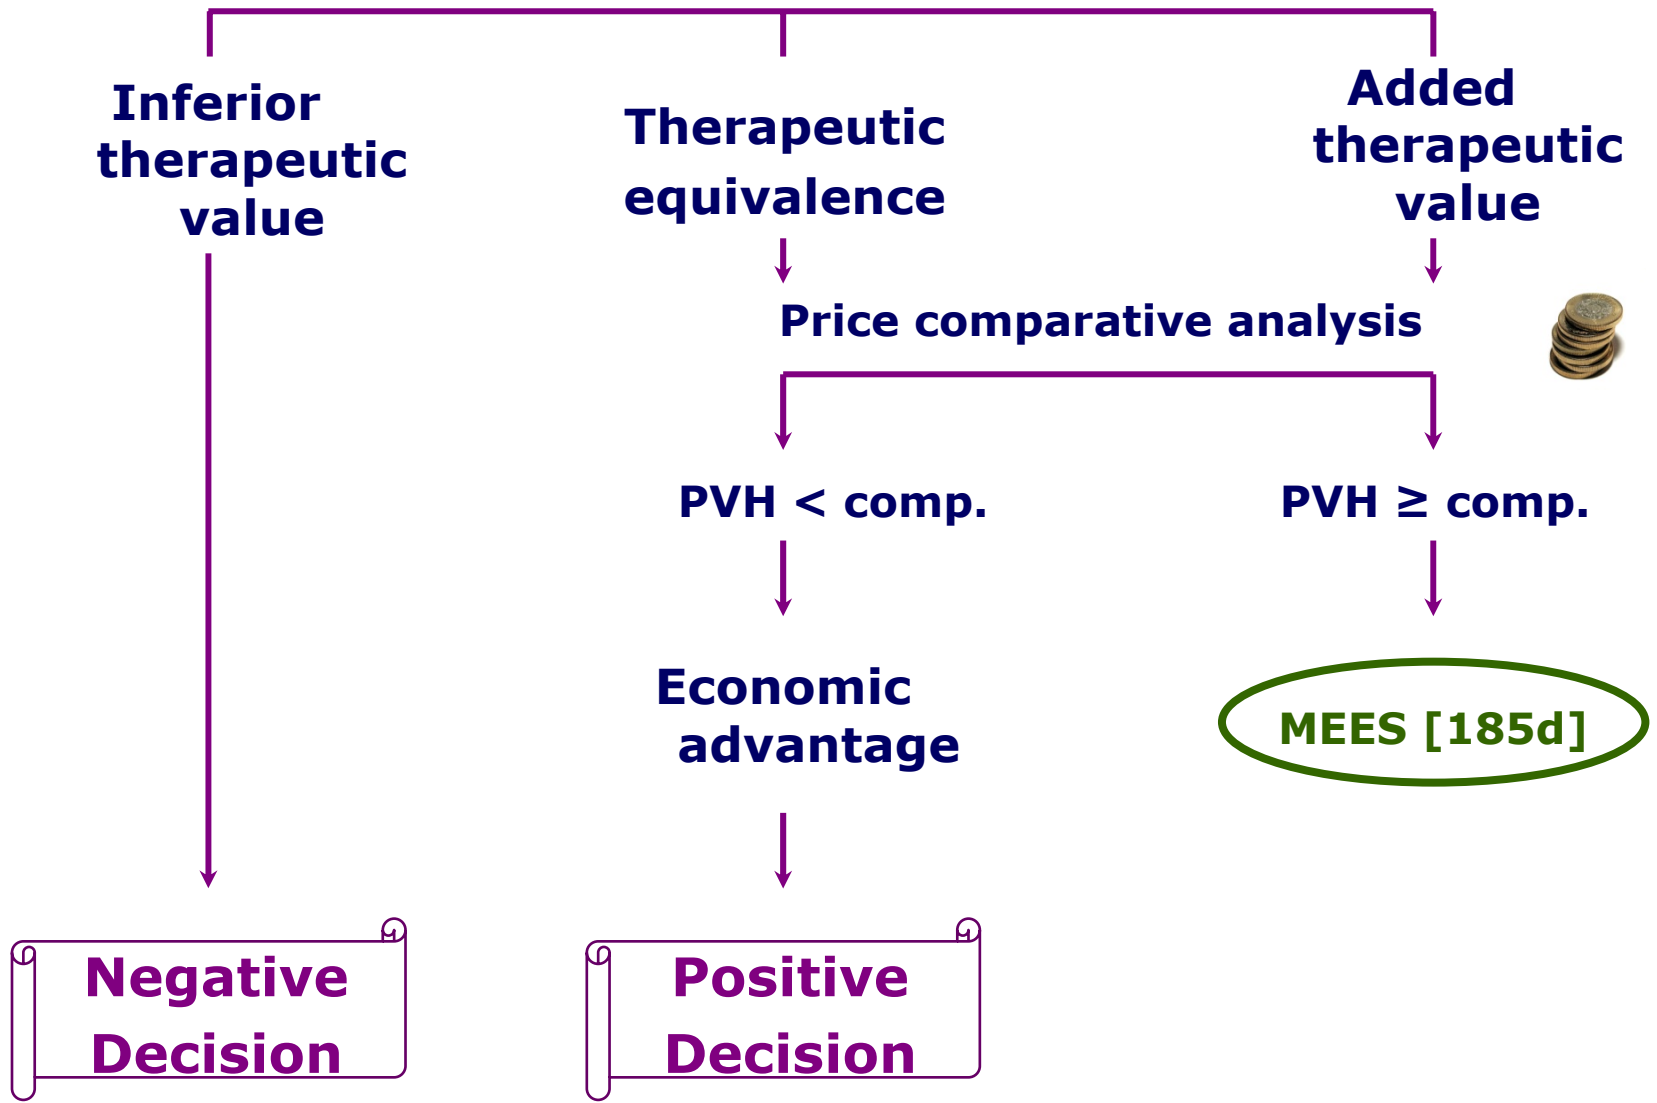 Inferior
therapeutic
value
Therapeutic
equivalence
Added
therapeutic
value
Price comparative analysis
PVH < comp.
PVH ≥ comp.
Economic
advantage
MEES [185d]
Negative
Decision
Positive
Decision